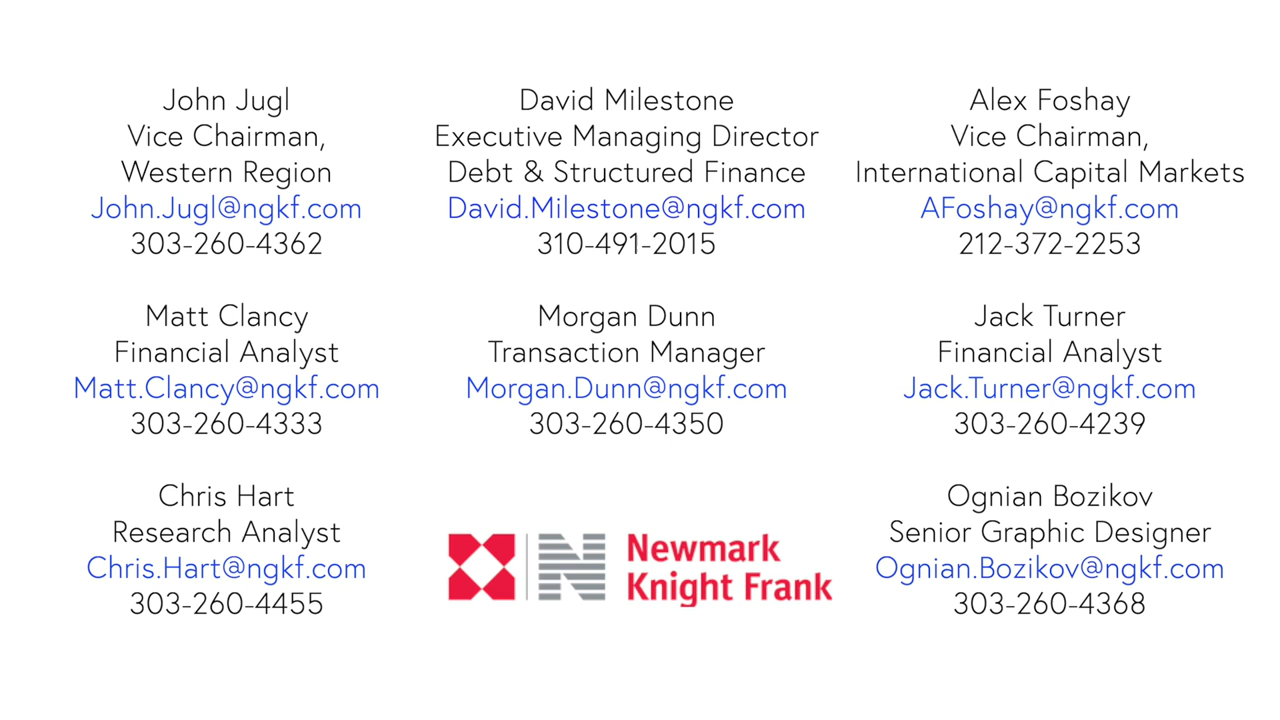 John Jugl
Vice Chairman,
Western Region
John.Jugl@ngkf.com
303-260-4362
David Milestone
Executive Managing Director
Debt & Structured Finance
David.Milestone@ngkf.com
310-491-2015
Alex Foshay
Vice Chairman,
International Capital Markets
AFoshay@ngkf.com
212-372-2253
Matt Clancy
Financial Analyst
Matt.Clancy@ngkf.com
303-260-4333
Morgan Dunn
Transaction Manager
Morgan.Dunn@ngkf.com
303-260-4350
Jack Turner
Financial Analyst
Jack.Turner@ngkf.com
303-260-4239
Chris Hart
Research Analyst
Chris.Hart@ngkf.com
303-260-4455
N
Newmark
Knight Frank
Ognian Bozikov
Senior Graphic Designer
Ognian.Bozikov@ngkf.com
303-260-4368